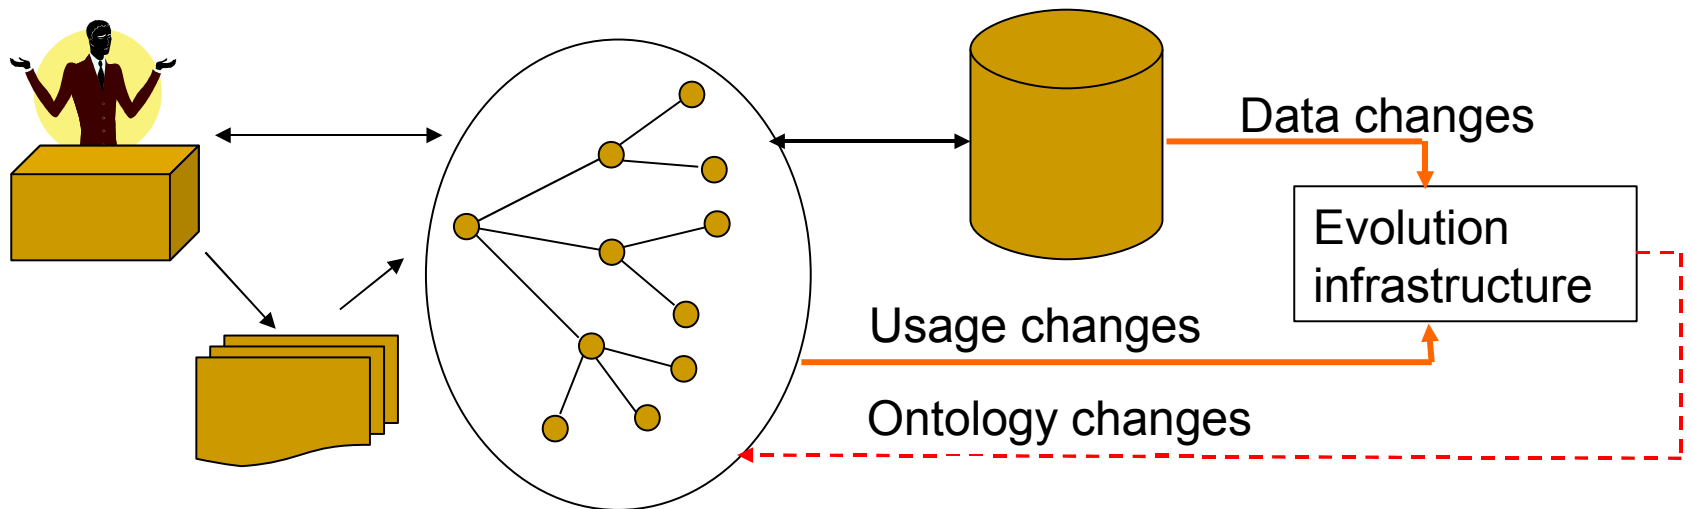 Data changes
Evolution
infrastructure
Usage changes
Ontology changes